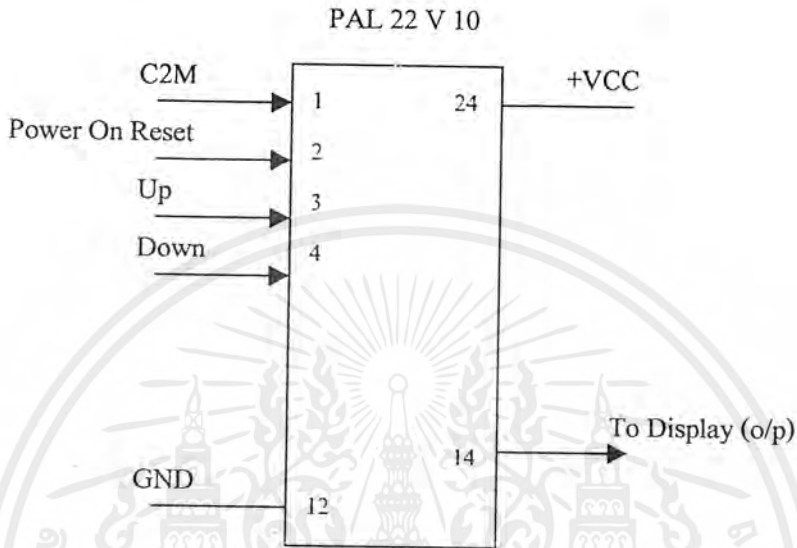 PAL 22 V 10
C2M
1
24
+VCC
Power On Reset
2
Up
3
Down
4
To Display (o/p)
14
GND
12